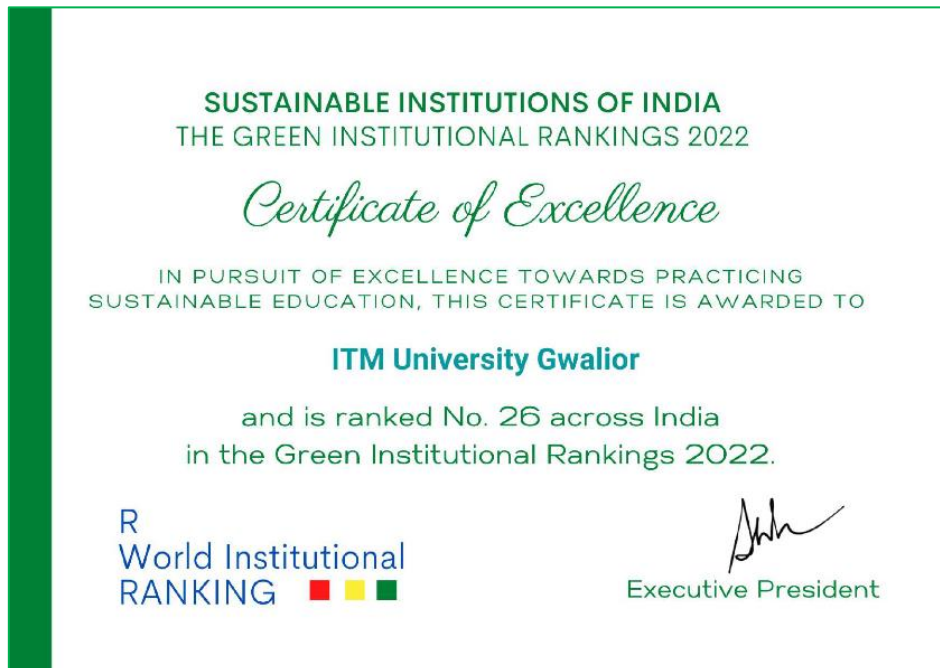 SUSTAINABLE INSTITUTIONS OF INDIA
THE GREEN INSTITUTIONAL RANKINGS 2022
Certificate of Excellence
IN PURSUIT OF EXCELLENCE TOWARDS PRACTICING
SUSTAINABLE EDUCATION, THIS CERTIFICATE IS AWARDED TO
ITM University Gwalior
and is ranked No. 26 across India
in the Green Institutional Rankings 2022.
R
World Institutional
RANKING
Executive President